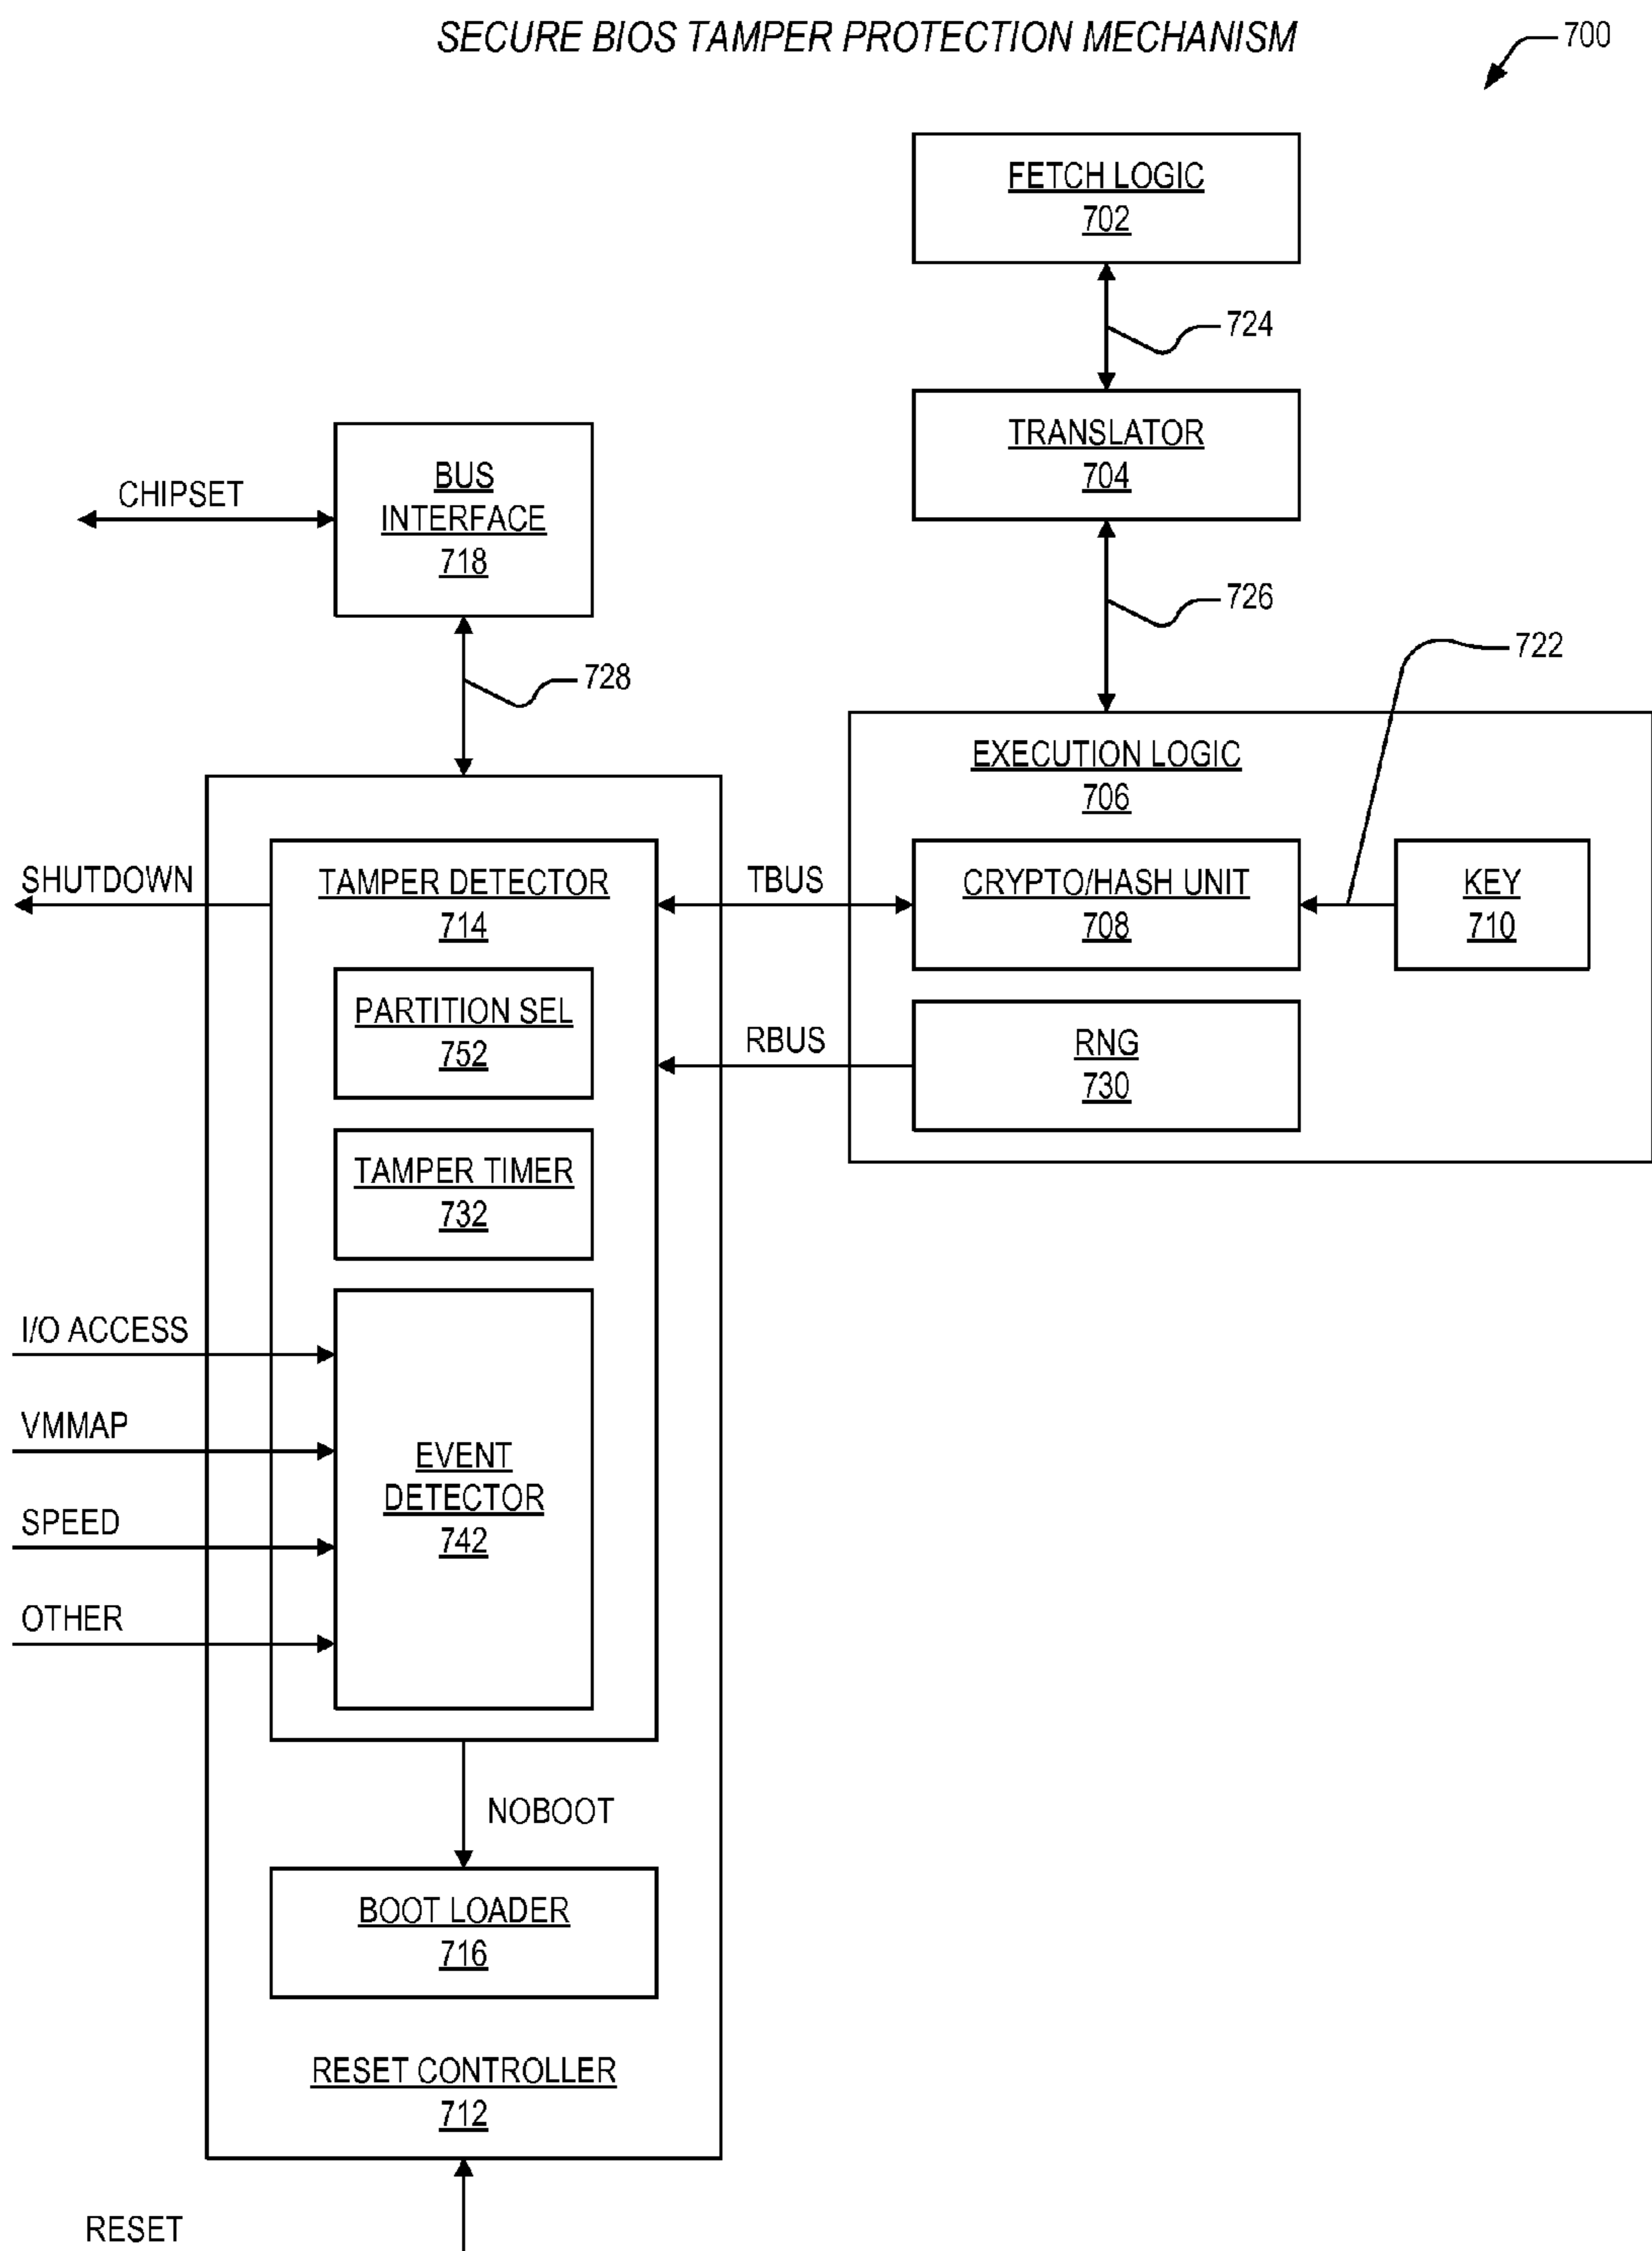 SECURE BIOS TAMPER PROTECTION MECHANISM
700
FETCH LOGIC
702
724
TRANSLATOR
704
BUS
INTERFACE
718
CHIPSET
726
722
728
EXECUTION LOGIC
706
SHUTDOWN
TAMPER DETECTOR
714
TBUS
CRYPTO/HASH UNIT
708
KEY
710
PARTITION SEL
752
RBUS
RNG
730
TAMPER TIMER
732
I/O ACCESS
VMMAP
SPEED
OTHER
EVENT
DETECTOR
742
NOBOOT
BOOT LOADER
716
RESET CONTROLLER
712
RESET